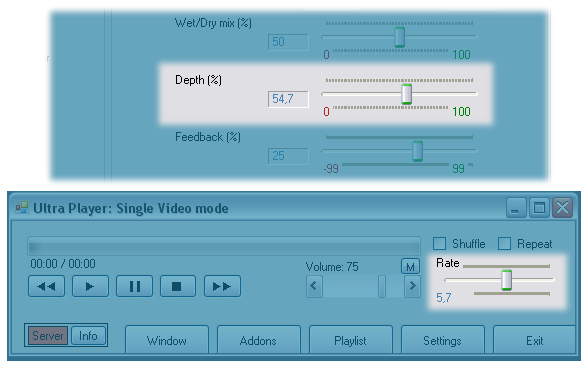 Wet/Dry mix (%)
50
0 100
Depth (%)
54,7
0 100
Feedback (%)
25
-99 99
Ultra Player: Single Video mode
Shuffle Repeat
00:00 / 00:00
Volume: 75
M
Rate
5,7
Server Info
Window Addons Playlist Settings Exit